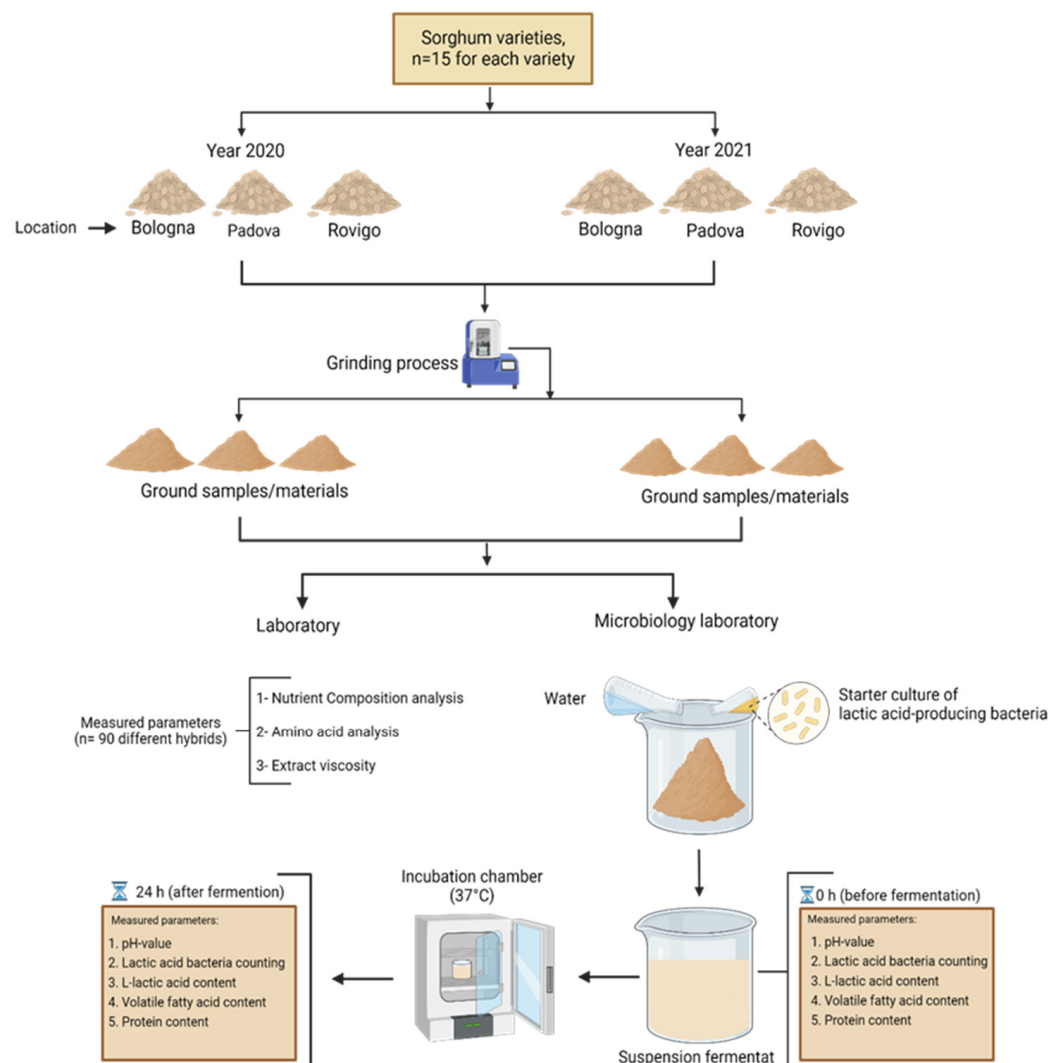 Sorghum varieties,
n=15 for each variety
Year 2020
Year 2021
Location
Bologna
Padova
Rovigo
Bologna
Padova
Rovigo
Grinding process
Ground samples/materials
Ground samples/materials
Laboratory
Microbiology laboratory
Measured parameters
(n= 90 different hybrids)
1- Nutrient Composition analysis
2- Amino acid analysis
3- Extract viscosity
Water
Starter culture of
lactic acid-producing bacteria
24 h (after fermention)
Measured parameters:
1. pH-value
2. Lactic acid bacteria counting
3. L-lactic acid content
4. Volatile fatty acid content
5. Protein content
Incubation chamber
(37°C)
0 h (before fermentation)
Measured parameters:
1. pH-value
2. Lactic acid bacteria counting
3. L-lactic acid content
4. Volatile fatty acid content
5. Protein content
Suspension fermentat